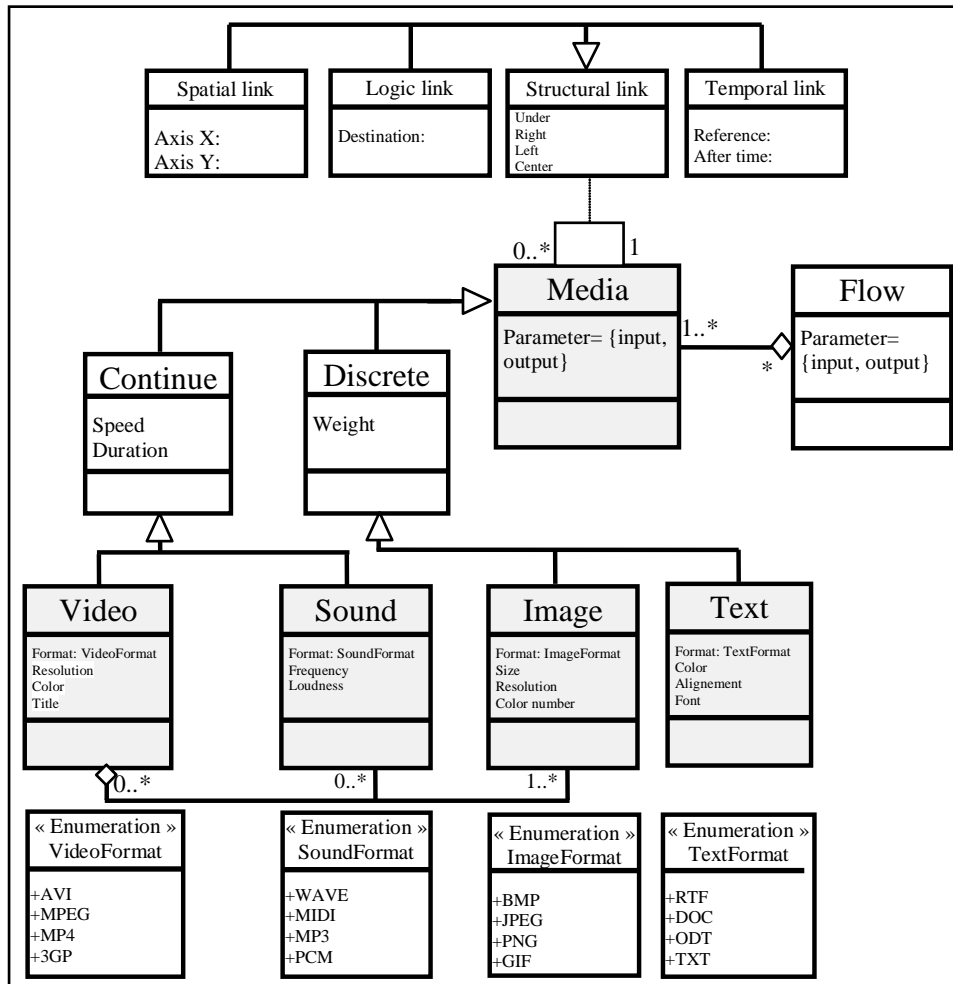 Spatial link
Axis X:
Axis Y:
Logic link
Destination:
Structural link
Under
Right
Left
Center
Temporal link
Reference:
After time:
0..*
1
Media
Parameter= {input,
output}
1..*
*
Flow
Parameter=
{input, output}
Continue
Speed
Duration
Discrete
Weight
Video
Format: VideoFormat
Resolution
Color
Title
Sound
Format: SoundFormat
Frequency
Loudness
Image
Format: ImageFormat
Size
Resolution
Color number
Text
Format: TextFormat
Color
Alignement
Font
0..*
0..*
1..*
« Enumeration »
VideoFormat
+AVI
+MPEG
+MP4
+3GP
« Enumeration »
SoundFormat
+WAVE
+MIDI
+MP3
+PCM
« Enumeration »
ImageFormat
+BMP
+JPEG
+PNG
+GIF
« Enumeration »
TextFormat
+RTF
+DOC
+ODT
+TXT